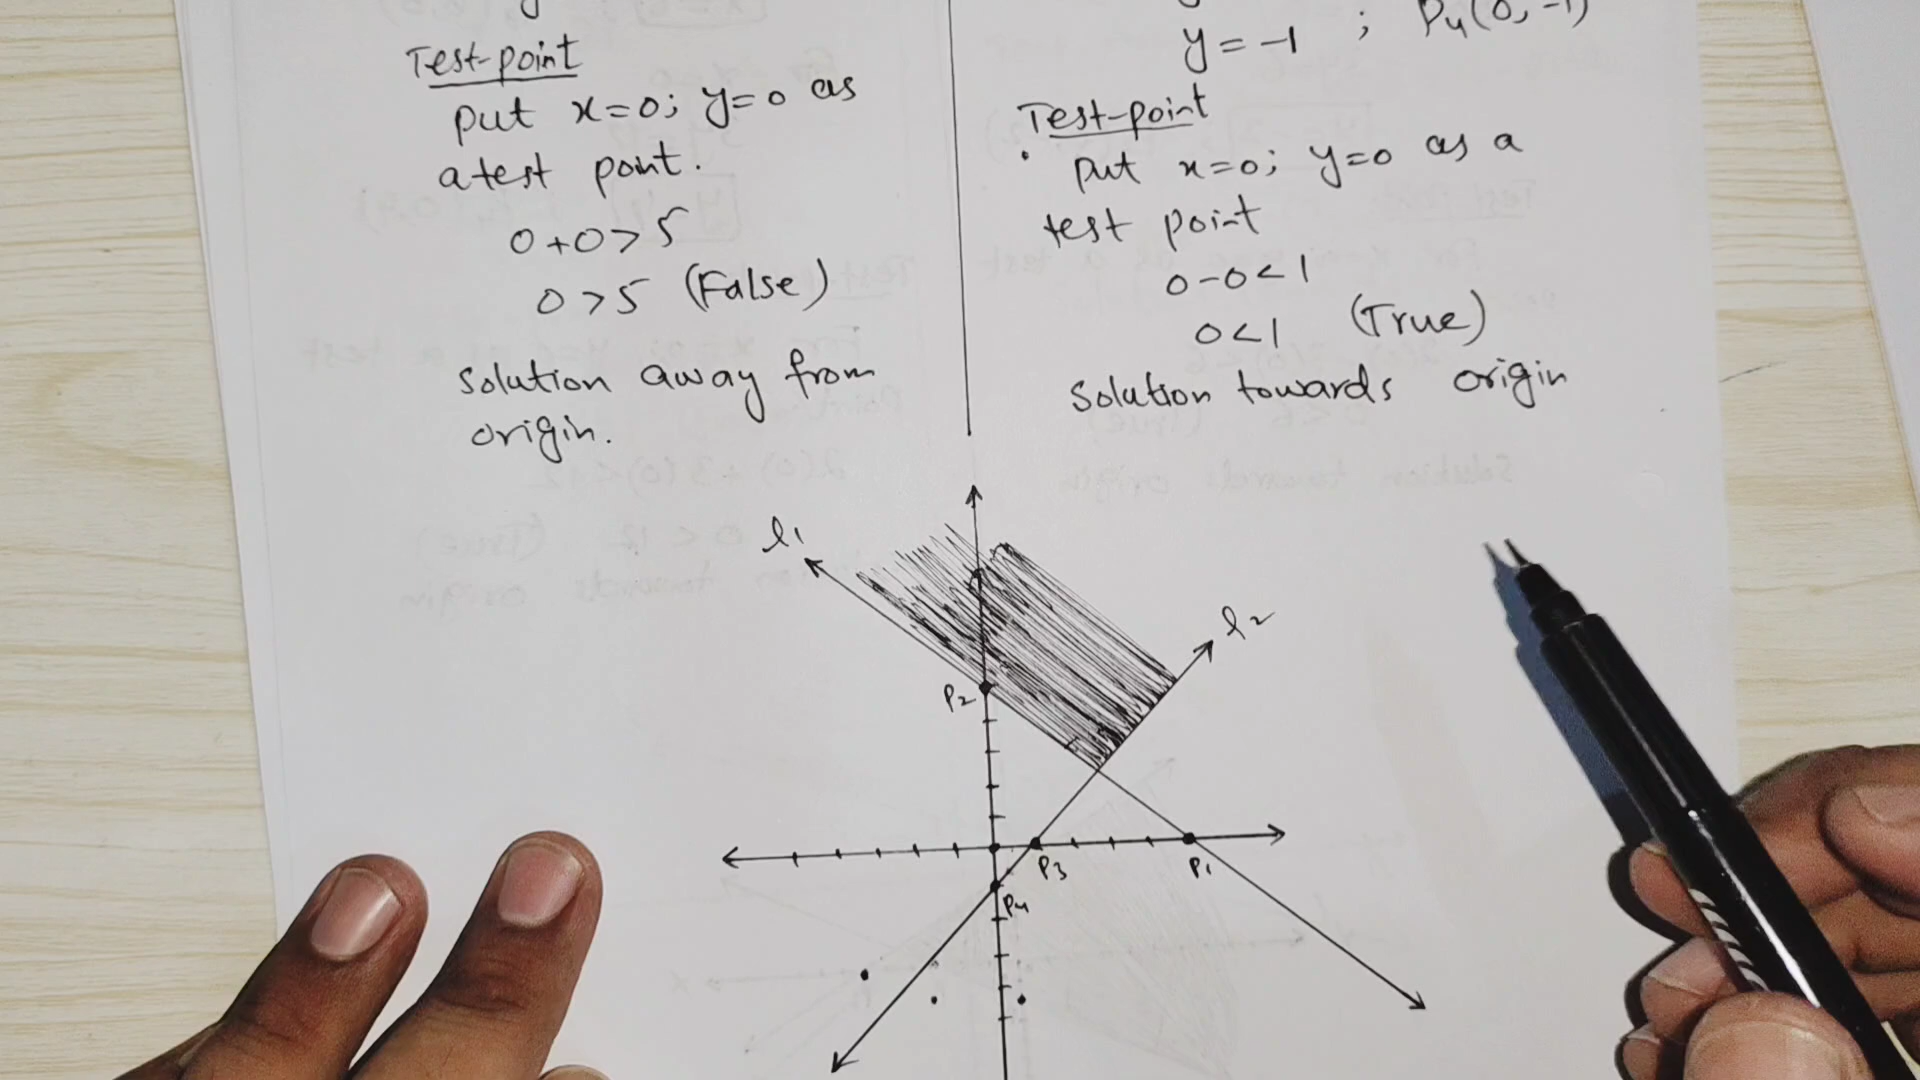 Test-point
put x=0; y=0 as
a test point.
0+0>5
0>5 (False)
Solution away from
origin.
y=-1 ; P4(0,-1)
Test-point
put x=0; y=0 as a
test point
0-0<1
0<1 (True)
Solution towards origin
l1
l2
P2
P3
P1
P4